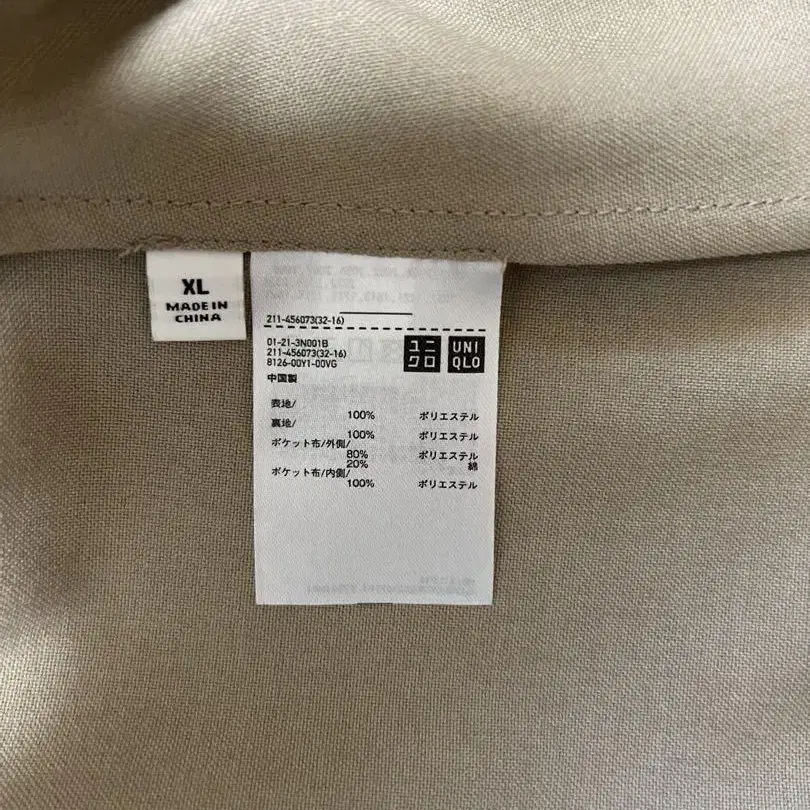 XL
MADE IN
CHINA
211-456073(32-16)
01-21-3N001B
211-456073(32-16)
8126-00Y1-00VG
ユニ
クロ
UNI
QLO
中国製
表地/
100% ポリエステル
裏地/
100% ポリエステル
ポケット布/外側/
80% ポリエステル
20% 綿
ポケット布/内側/
100% ポリエステル